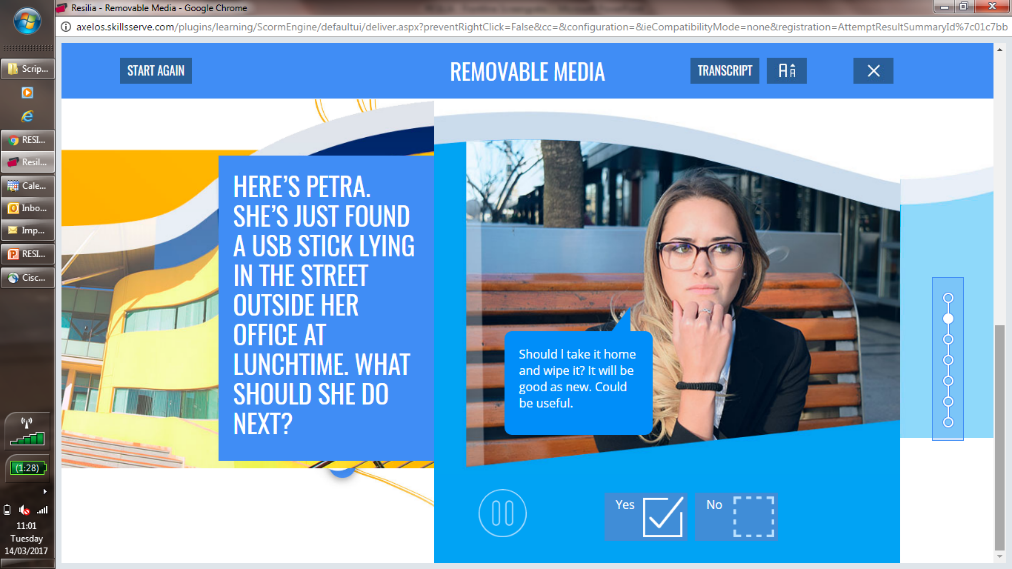 Resilia - Removable Media - Google Chrome
axelos.skillsserve.com/plugins/learning/ScormEngine/defaultui/deliver.aspx?preventRightClick=False&cc=&configuration=&ieCompatibilityMode=none&registration=AttemptResultSummaryId%7c01c7bb
START AGAIN
REMOVABLE MEDIA
TRANSCRIPT
HERE'S PETRA.
SHE'S JUST FOUND
A USB STICK LYING
IN THE STREET
OUTSIDE HER
OFFICE AT
LUNCHTIME. WHAT
SHOULD SHE DO
NEXT?
Should I take it home
and wipe it? It will be
good as new. Could
be useful.
Yes
No
Scrip...
RESI...
Resil...
Cale...
Inbo...
Imp...
RESI...
Cisc...
(1:28)
11:01
Tuesday
14/03/2017